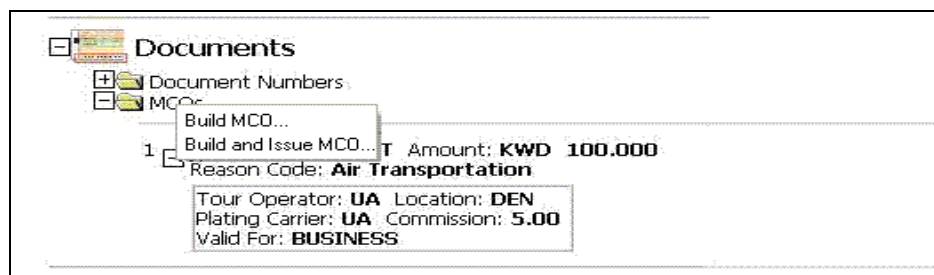 Documents
Document Numbers
MCOs
Build MCO...
Build and Issue MCO...
1 T Amount: KWD 100.000
Reason Code: Air Transportation
Tour Operator: UA Location: DEN
Plating Carrier: UA Commission: 5.00
Valid For: BUSINESS